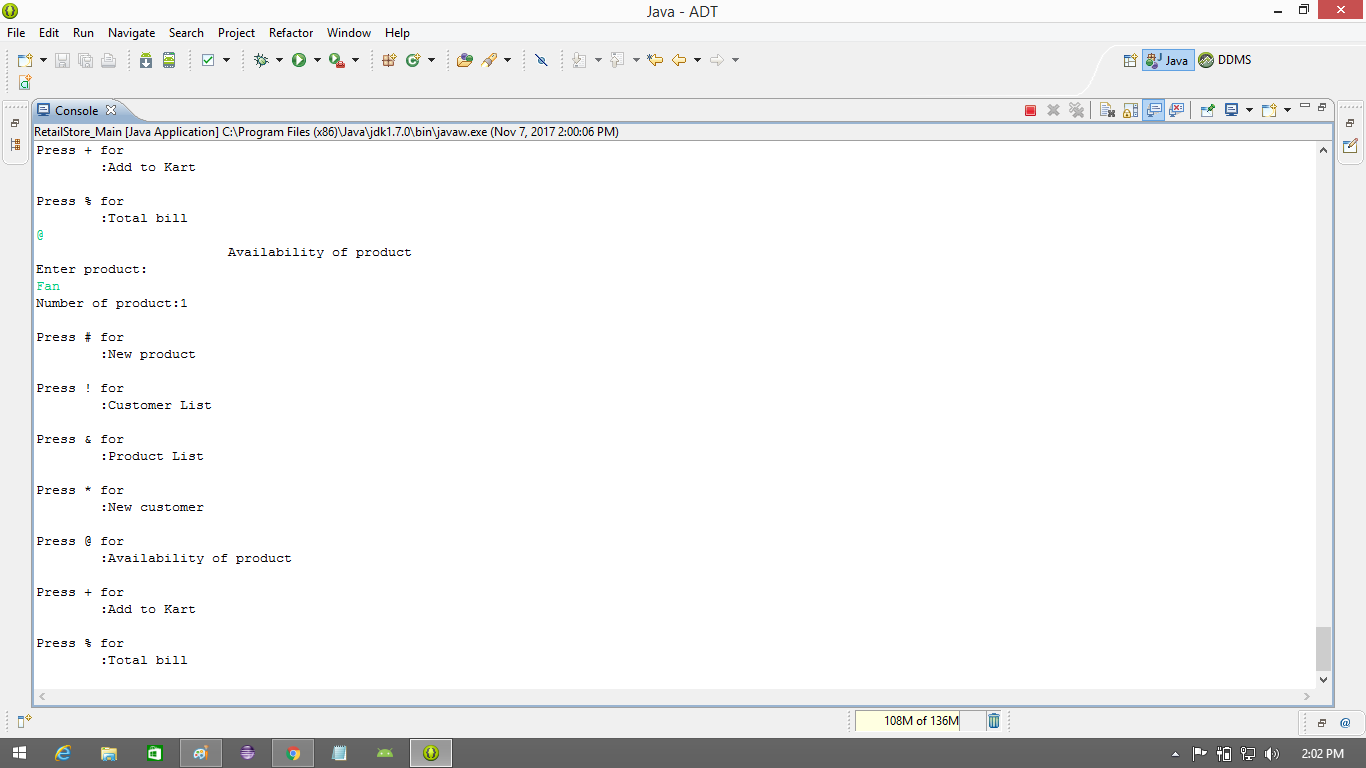 Java - ADT
File Edit Run Navigate Search Project Refactor Window Help
Java DDMS
Console
RetailStore_Main [Java Application] C:\Program Files (x86)\Java\jdk1.7.0\bin\javaw.exe (Nov 7, 2017 2:00:06 PM)
Press + for
:Add to Kart
Press % for
:Total bill
@
Availability of product
Enter product:
Fan
Number of product:1
Press # for
:New product
Press ! for
:Customer List
Press & for
:Product List
Press * for
:New customer
Press @ for
:Availability of product
Press + for
:Add to Kart
Press % for
:Total bill
108M of 136M
2:02 PM